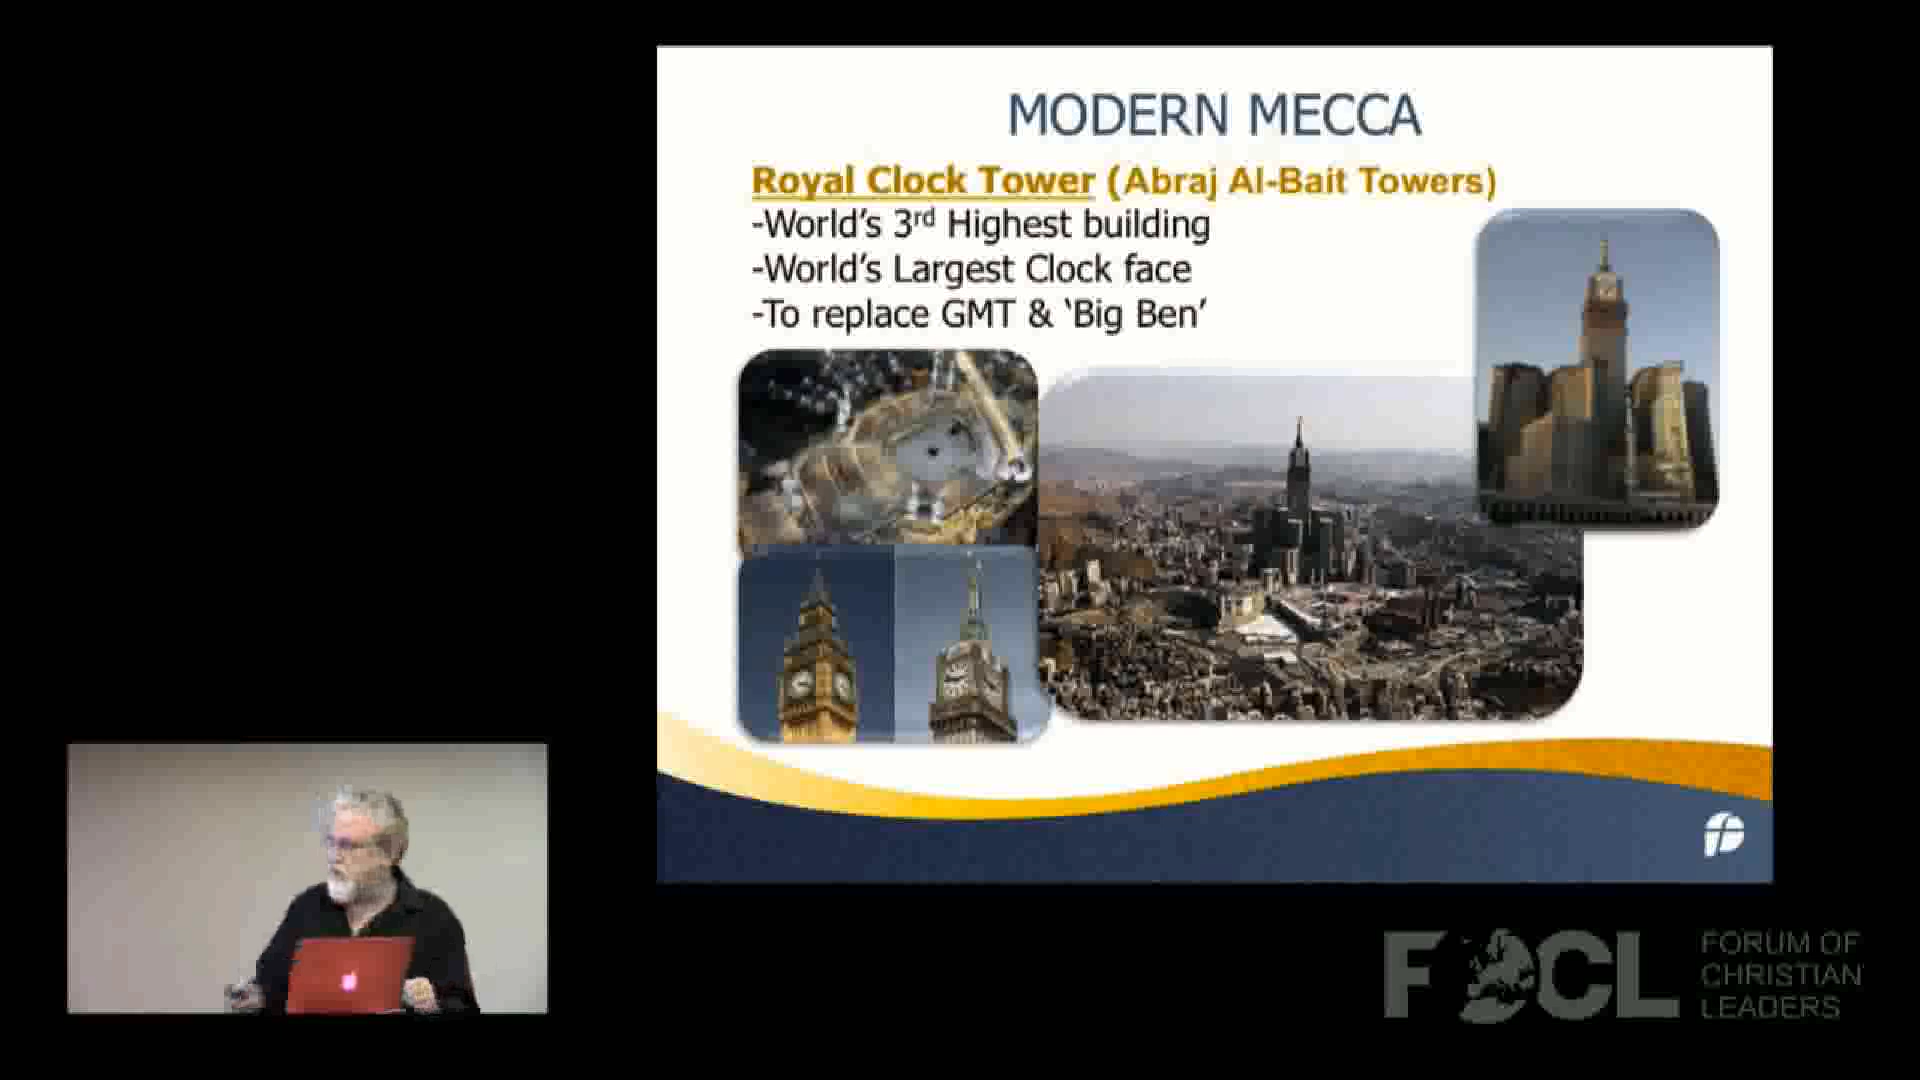 MODERN MECCA
Royal Clock Tower (Abraj Al-Bait Towers)
-World's 3rd Highest building
-World's Largest Clock face
-To replace GMT & ‘Big Ben’
FOCL
FORUM OF
CHRISTIAN
LEADERS